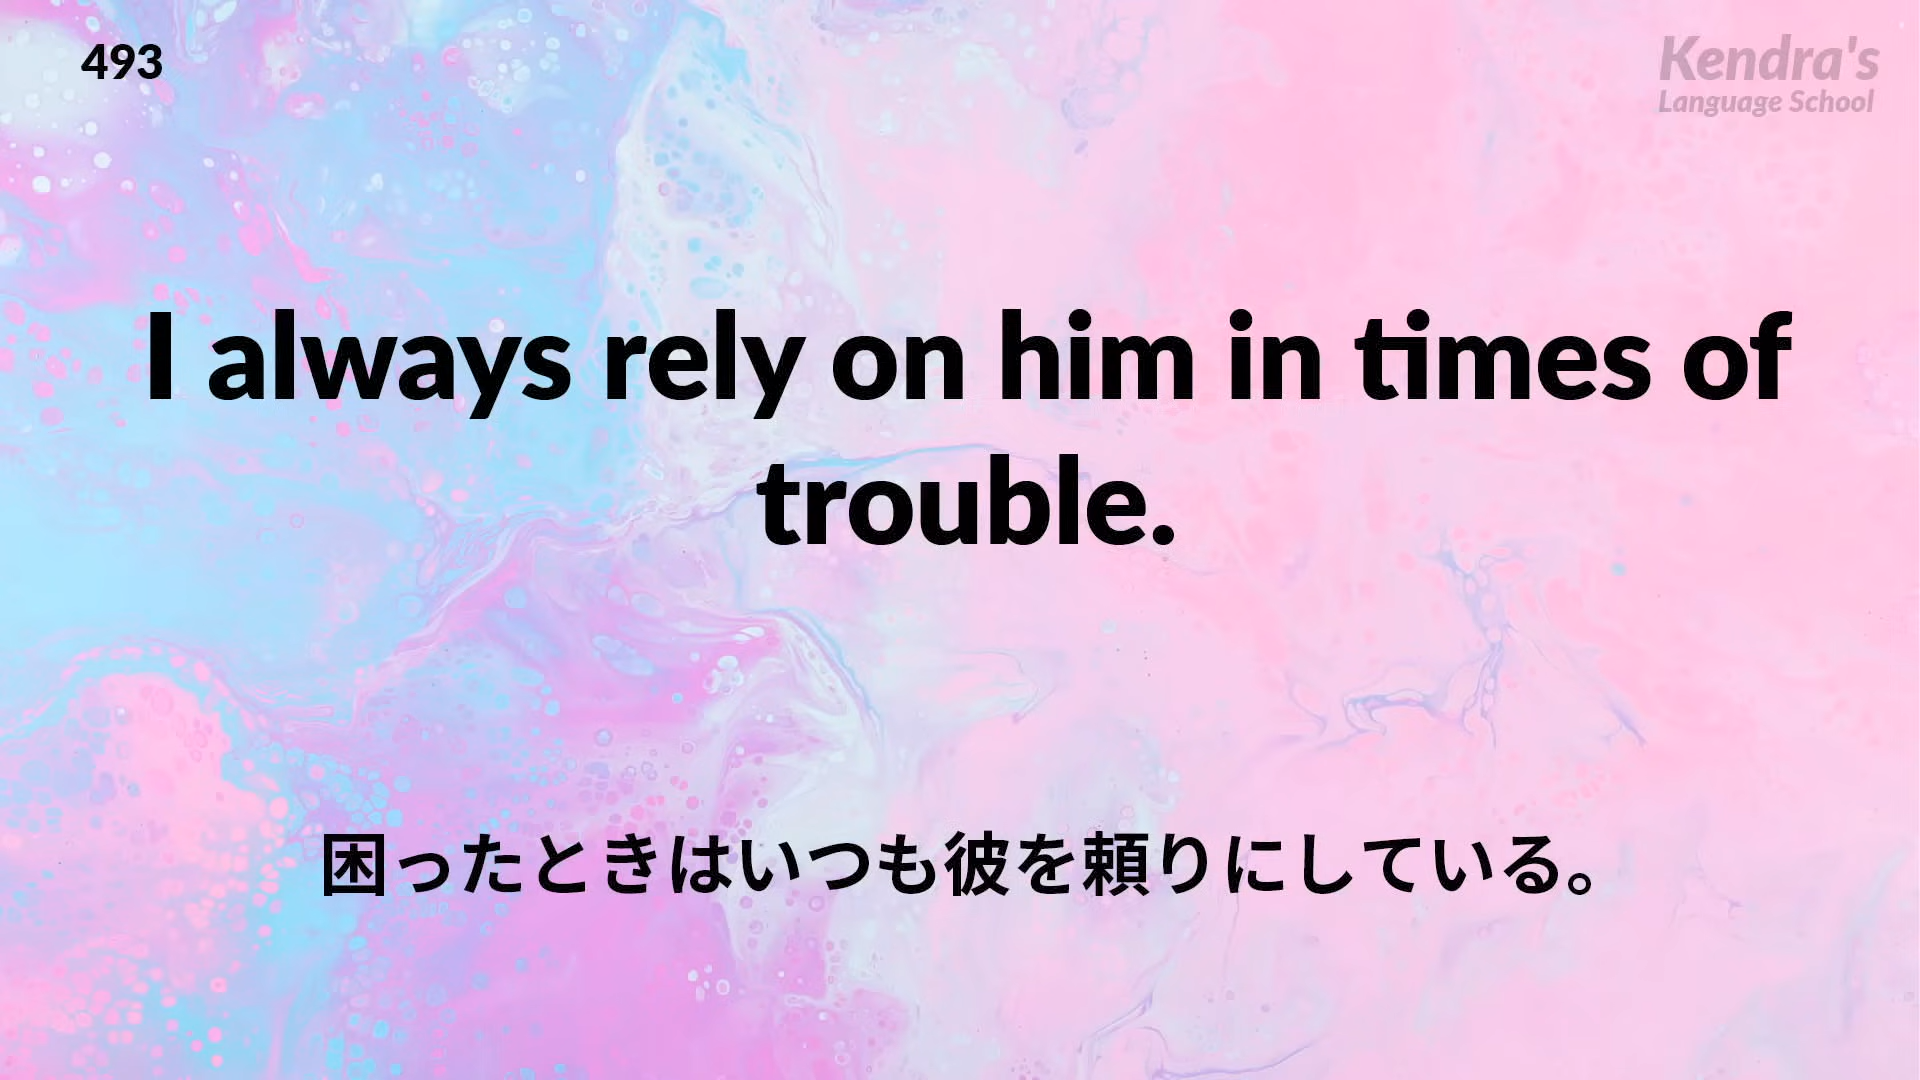 493
Kendra's
Language School
I always rely on him in times of
trouble.
困ったときはいつも彼を頼りにしている。